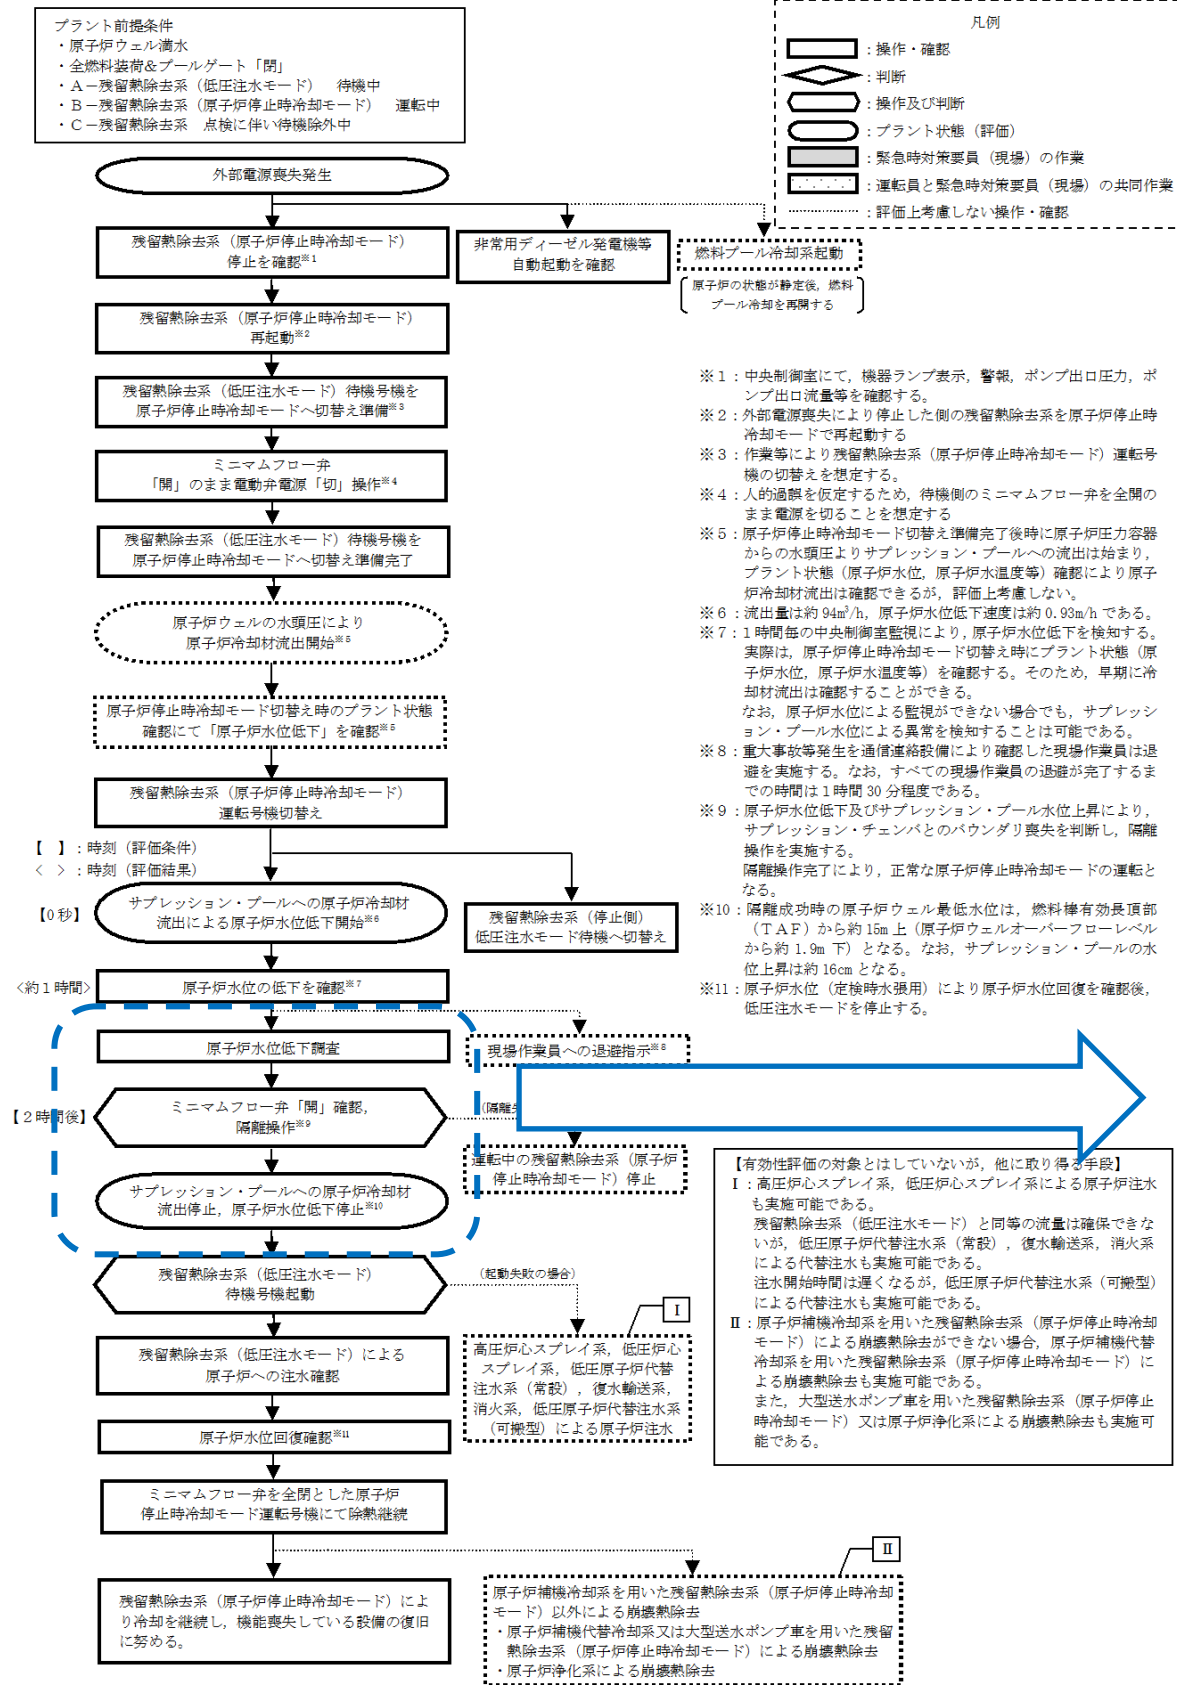 プラント前提条件
・原子炉ウェル満水
・全燃料装荷&プールゲート「閉」
・A－残留熱除去系（低圧注水モード）　待機中
・B－残留熱除去系（原子炉停止時冷却モード）　運転中
・C－残留熱除去系　点検に伴い待機除外中
凡例
：操作・確認
：判断
：操作及び判断
：プラント状態（評価）
：緊急時対策要員（現場）の作業
：運転員と緊急時対策要員（現場）の共同作業
：評価上考慮しない操作・確認
外部電源喪失発生
残留熱除去系（原子炉停止時冷却モード）
停止を確認※1
非常用ディーゼル発電機等
自動起動を確認
燃料プール冷却系起動
原子炉の状態が静定後，燃料
プール冷却を再開する
残留熱除去系（原子炉停止時冷却モード）
再起動※2
残留熱除去系（低圧注水モード）待機号機を
原子炉停止時冷却モードへ切替え準備※3
ミニマムフロー弁
「開」のまま電動弁電源「切」操作※4
残留熱除去系（低圧注水モード）待機号機を
原子炉停止時冷却モードへ切替え準備完了
原子炉ウェルの水頭圧により
原子炉冷却材流出開始※5
原子炉停止時冷却モード切替え時のプラント状態
確認にて「原子炉水位低下」を確認※5
残留熱除去系（原子炉停止時冷却モード）
運転号機切替え
【　】：時刻（評価条件）
＜　＞：時刻（評価結果）
【0秒】
サプレッション・プールへの原子炉冷却材
流出による原子炉水位低下開始※6
残留熱除去系（停止側）
低圧注水モード待機へ切替え
＜約1時間＞
原子炉水位の低下を確認※7
原子炉水位低下調査
現場作業員への退避指示※8
【2時間後】
ミニマムフロー弁「開」確認，
隔離操作※9
（隔離失
運転中の残留熱除去系（原子炉
停止時冷却モード）停止
サプレッション・プールへの原子炉冷却材
流出停止，原子炉水位低下停止※10
残留熱除去系（低圧注水モード）
待機号機起動
（起動失敗の場合）
Ⅰ
残留熱除去系（低圧注水モード）による
原子炉への注水確認
高圧炉心スプレイ系，低圧炉心
スプレイ系，低圧原子炉代替
注水系（常設），復水輸送系，
消火系，低圧原子炉代替注水系
（可搬型）による原子炉注水
原子炉水位回復確認※11
ミニマムフロー弁を全閉とした原子炉
停止時冷却モード運転号機にて除熱継続
Ⅱ
残留熱除去系（原子炉停止時冷却モード）によ
り冷却を継続し，機能喪失している設備の復旧
に努める。
原子炉補機冷却系を用いた残留熱除去系（原子炉停止時冷却
モード）以外による崩壊熱除去
・原子炉補機代替冷却系又は大型送水ポンプ車を用いた残留
熱除去系（原子炉停止時冷却モード）による崩壊熱除去
・原子炉浄化系による崩壊熱除去
※1：中央制御室にて，機器ランプ表示，警報，ポンプ出口圧力，ポ
ンプ出口流量等を確認する。
※2：外部電源喪失により停止した側の残留熱除去系を原子炉停止時
冷却モードで再起動する
※3：作業等により残留熱除去系（原子炉停止時冷却モード）運転号
機の切替えを想定する。
※4：人的過誤を仮定するため，待機側のミニマムフロー弁を全開の
まま電源を切ることを想定する
※5：原子炉停止時冷却モード切替え準備完了後時に原子炉圧力容器
からの水頭圧よりサプレッション・プールへの流出は始まり，
プラント状態（原子炉水位，原子炉水温度等）確認により原子
炉冷却材流出は確認できるが，評価上考慮しない。
※6：流出量は約94m³/h，原子炉水位低下速度は約0.93m/hである。
※7：1時間毎の中央制御室監視により，原子炉水位低下を検知する。
実際は，原子炉停止時冷却モード切替え時にプラント状態（原
子炉水位，原子炉水温度等）を確認する。そのため，早期に冷
却材流出は確認することができる。
なお，原子炉水位による監視ができない場合でも，サプレッシ
ョン・プール水位による異常を検知することは可能である。
※8：重大事故等発生を通信連絡設備により確認した現場作業員は退
避を実施する。なお，すべての現場作業員の退避が完了するま
での時間は1時間30分程度である。
※9：原子炉水位低下及びサプレッション・プール水位上昇により，
サプレッション・チェンバとのバウンダリ喪失を判断し，隔離
操作を実施する。
隔離操作完了により，正常な原子炉停止時冷却モードの運転と
なる。
※10：隔離成功時の原子炉ウェル最低水位は，燃料棒有効長頂部
（TAF）から約15m上（原子炉ウェルオーバーフローレベル
から約1.9m下）となる。なお，サプレッション・プールの水
位上昇は約16cmとなる。
※11：原子炉水位（定検時水張用）により原子炉水位回復を確認後，
低圧注水モードを停止する。
【有効性評価の対象とはしていないが，他に取り得る手段】
Ⅰ：高圧炉心スプレイ系，低圧炉心スプレイ系による原子炉注水
も実施可能である。
残留熱除去系（低圧注水モード）と同等の流量は確保できな
いが，低圧原子炉代替注水系（常設），復水輸送系，消火系
による代替注水も実施可能である。
注水開始時間は遅くなるが，低圧原子炉代替注水系（可搬型）
による代替注水も実施可能である。
Ⅱ：原子炉補機冷却系を用いた残留熱除去系（原子炉停止時冷却
モード）による崩壊熱除去ができない場合，原子炉補機代替
冷却系を用いた残留熱除去系（原子炉停止時冷却モード）に
よる崩壊熱除去も実施可能である。
また，大型送水ポンプ車を用いた残留熱除去系（原子炉停止
時冷却モード）又は原子炉浄化系による崩壊熱除去も実施可
能である。